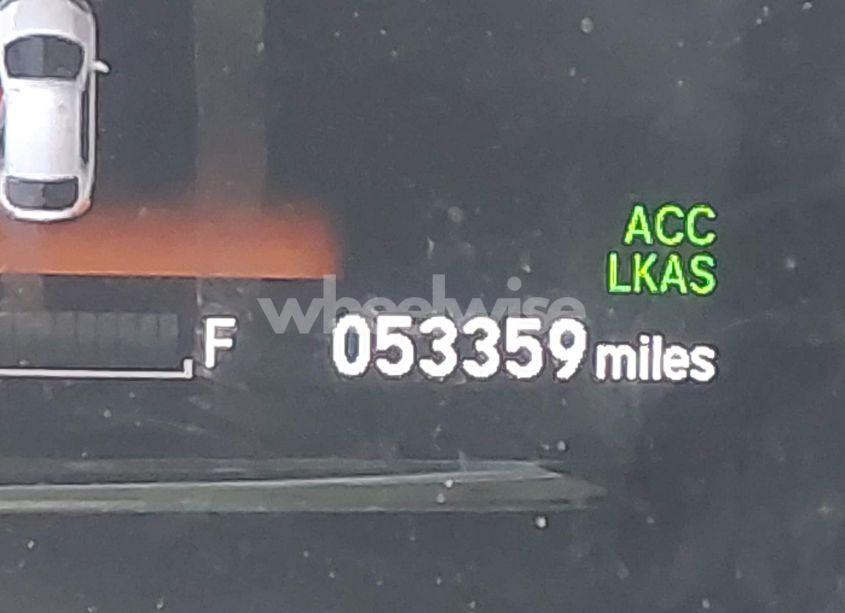 ACC
LKAS
wheelwise
F 053359 miles